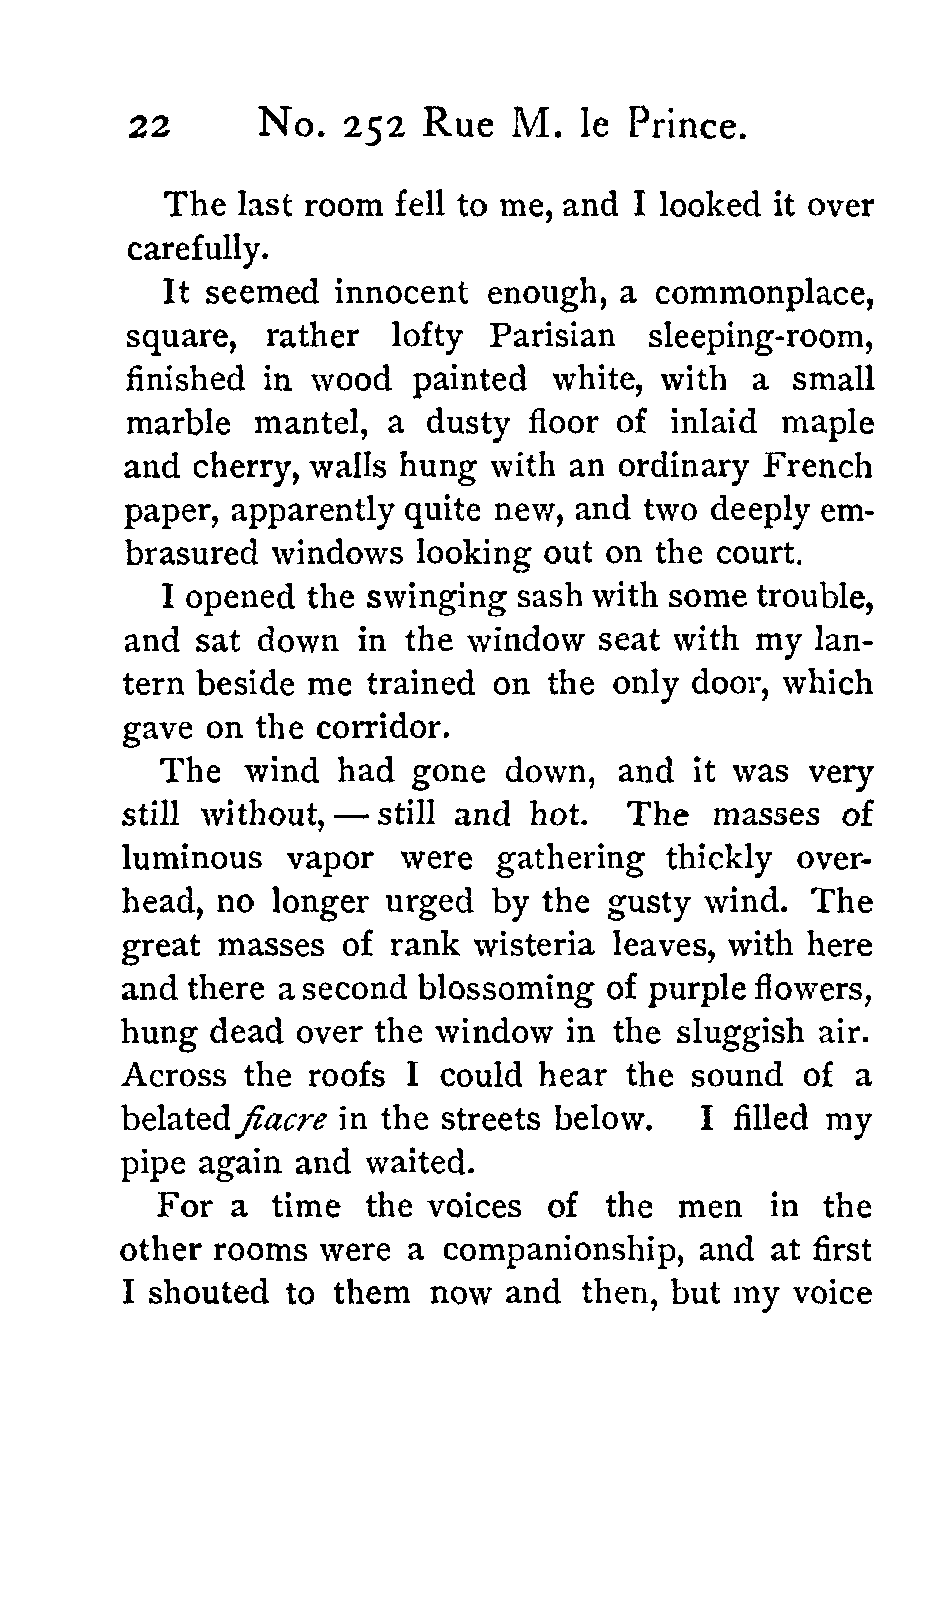 22 No. 252 Rue M. le Prince.
The last room fell to me, and I looked it over
carefully.
It seemed innocent enough, a commonplace,
square, rather lofty Parisian sleeping-room,
finished in wood painted white, with a small
marble mantel, a dusty floor of inlaid maple
and cherry, walls hung with an ordinary French
paper, apparently quite new, and two deeply em-
brasured windows looking out on the court.
I opened the swinging sash with some trouble,
and sat down in the window seat with my lan-
tern beside me trained on the only door, which
gave on the corridor.
The wind had gone down, and it was very
still without, — still and hot. The masses of
luminous vapor were gathering thickly over-
head, no longer urged by the gusty wind. The
great masses of rank wisteria leaves, with here
and there a second blossoming of purple flowers,
hung dead over the window in the sluggish air.
Across the roofs I could hear the sound of a
belated fiacre in the streets below. I filled my
pipe again and waited.
For a time the voices of the men in the
other rooms were a companionship, and at first
I shouted to them now and then, but my voice